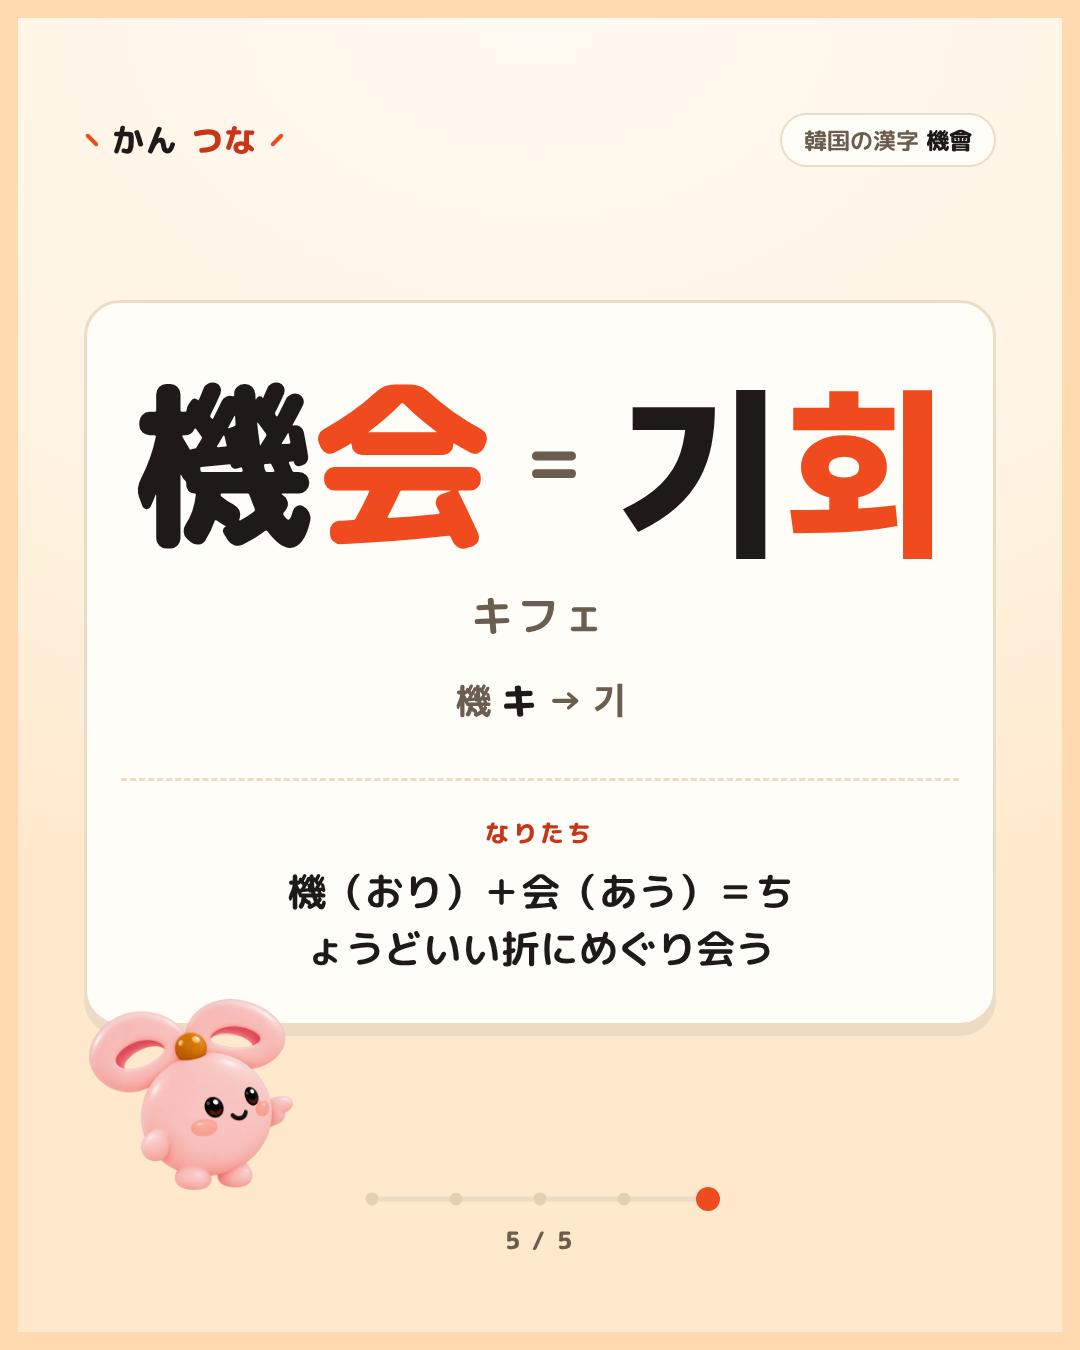 かん つな
韓国の漢字 機會
機会 = 기회
キフェ
機 キ → 기
なりたち
機（おり）＋会（あう）＝ち
ょうどいい折にめぐり会う
5 / 5